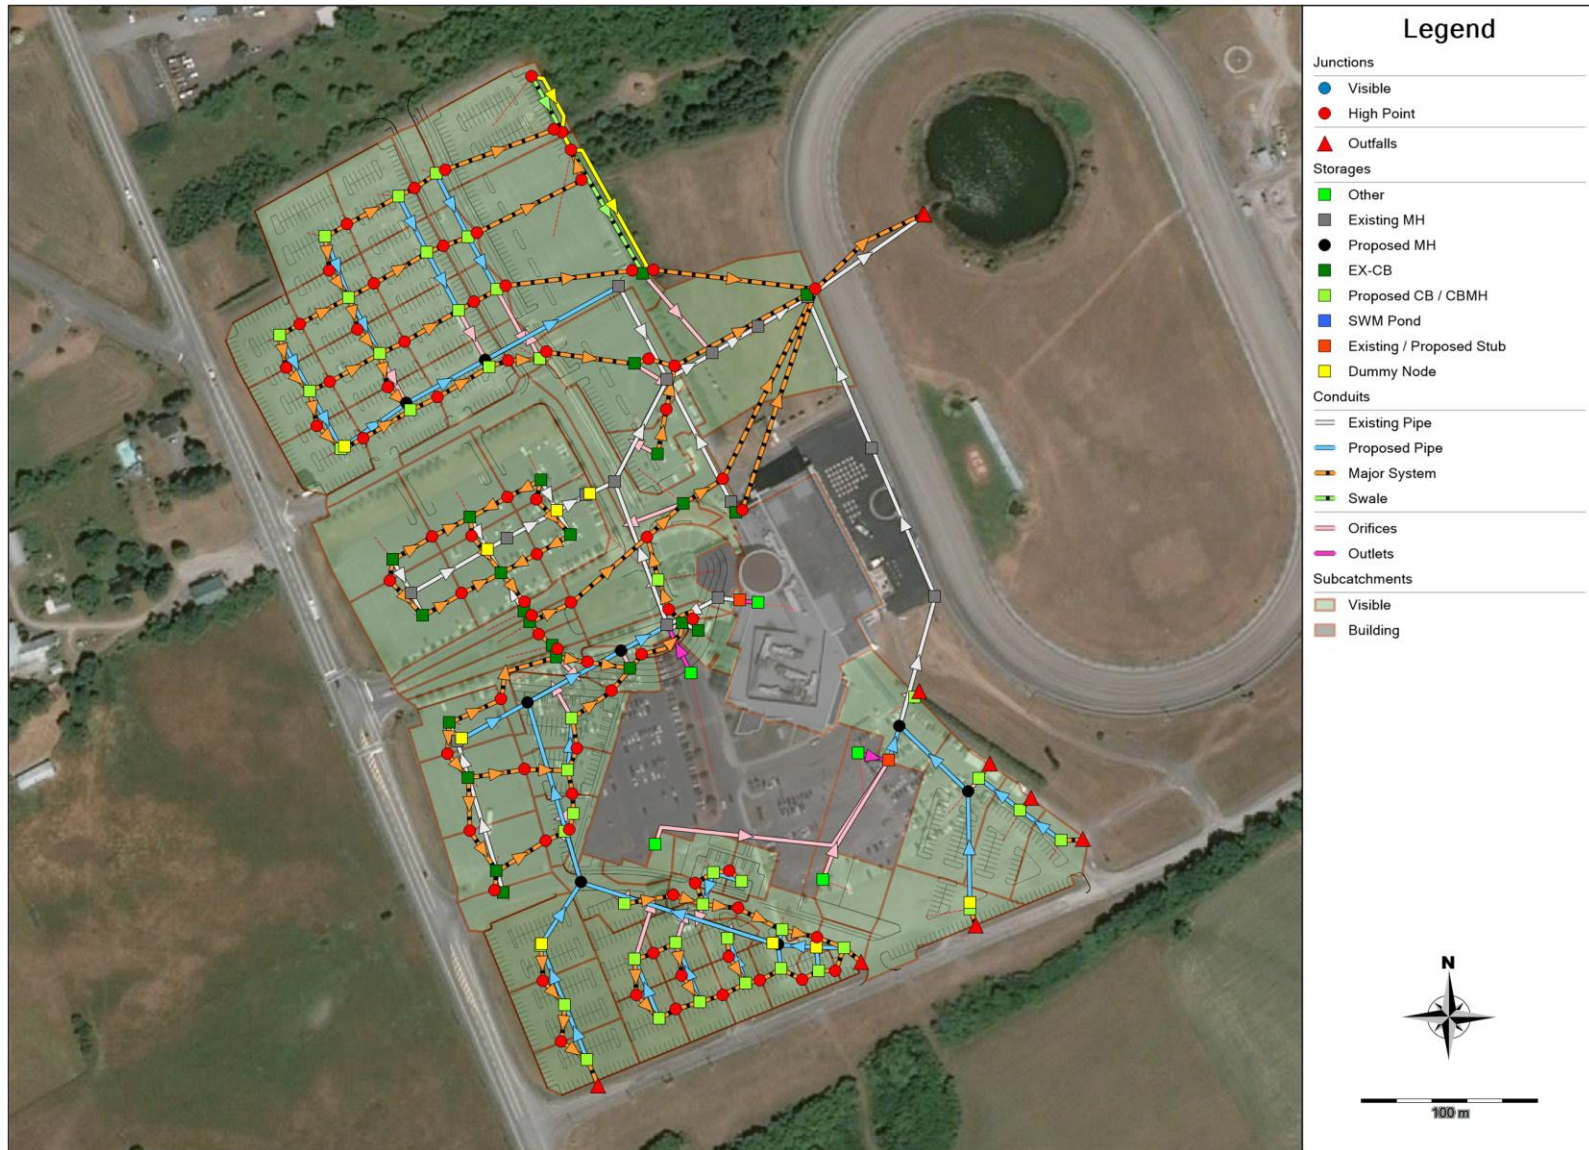 Legend
Junctions
Visible
High Point
Outfalls
Storages
Other
Existing MH
Proposed MH
EX-CB
Proposed CB / CBMH
SWM Pond
Existing / Proposed Stub
Dummy Node
Conduits
Existing Pipe
Proposed Pipe
Major System
Swale
Orifices
Outlets
Subcatchments
Visible
Building
N
100 m